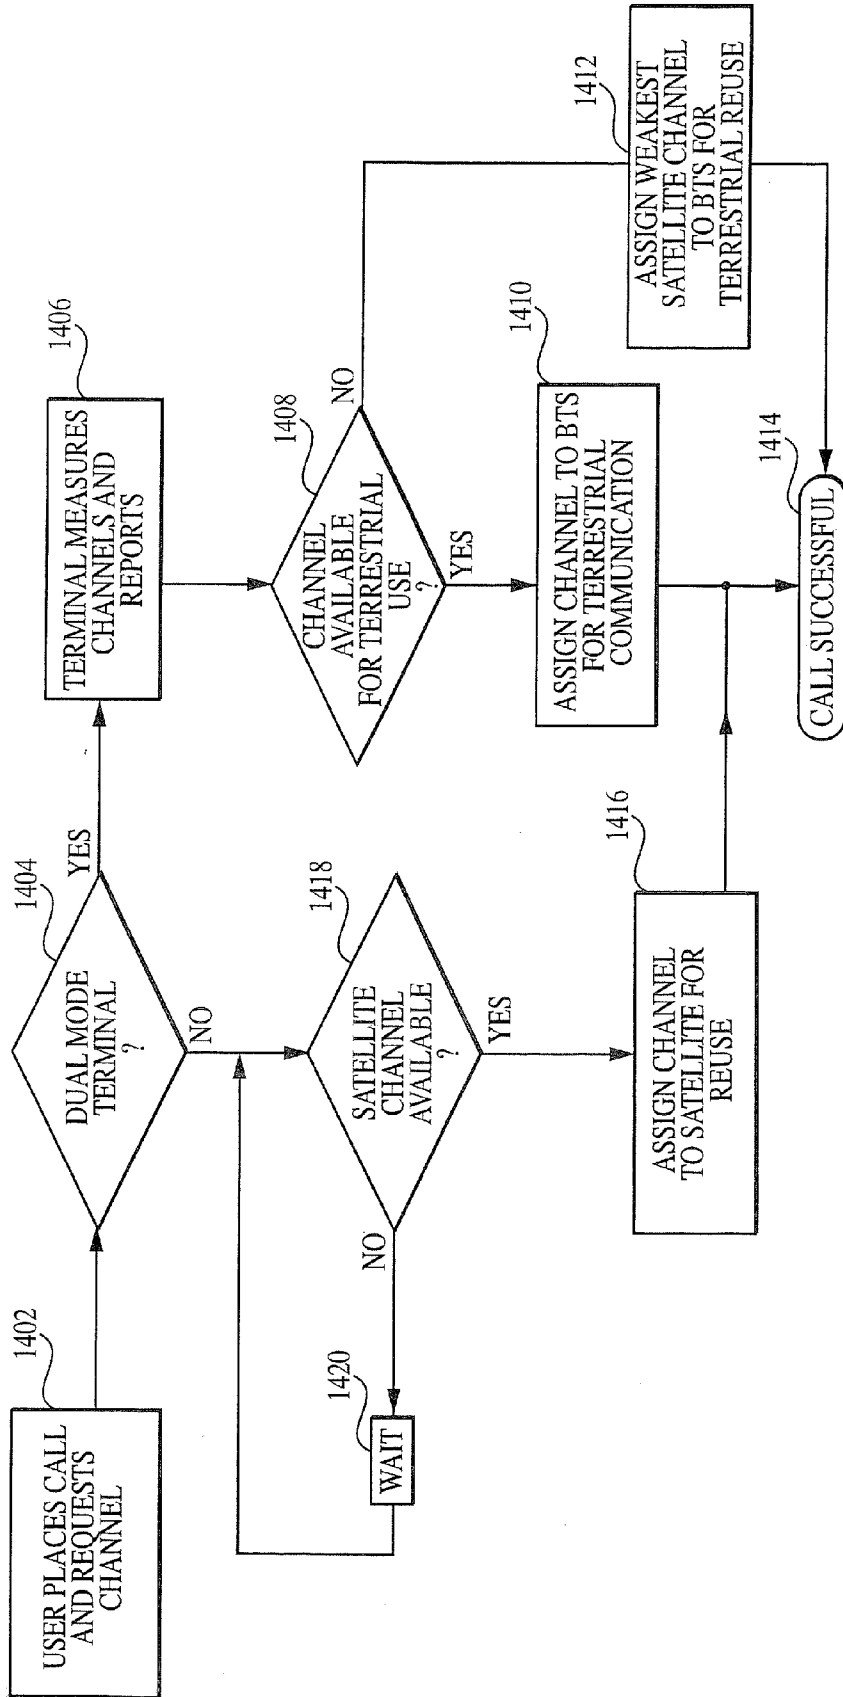 1402
USER PLACES CALL
AND REQUESTS
CHANNEL
1404
DUAL MODE
TERMINAL
?
YES
NO
1406
TERMINAL MEASURES
CHANNELS AND
REPORTS
1408
CHANNEL
AVAILABLE
FOR TERRESTRIAL
USE
?
NO
YES
1410
ASSIGN CHANNEL TO BTS
FOR TERRESTRIAL
COMMUNICATION
1412
ASSIGN WEAKEST
SATELLITE CHANNEL
TO BTS FOR
TERRESTRIAL REUSE
1414
CALL SUCCESSFUL
1418
SATELLITE
CHANNEL
AVAILABLE
?
NO
YES
1420
WAIT
1416
ASSIGN CHANNEL
TO SATELLITE FOR
REUSE